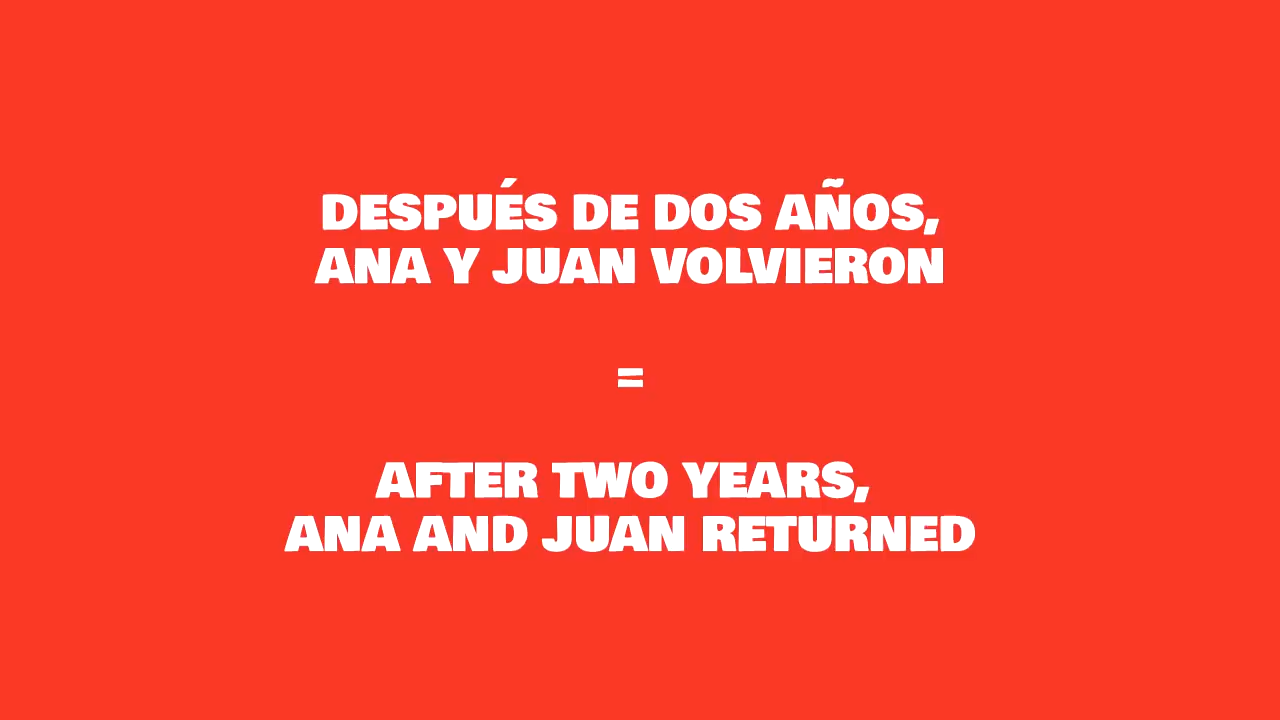 DESPUÉS DE DOS AÑOS,
ANA Y JUAN VOLVIERON
=
AFTER TWO YEARS,
ANA AND JUAN RETURNED